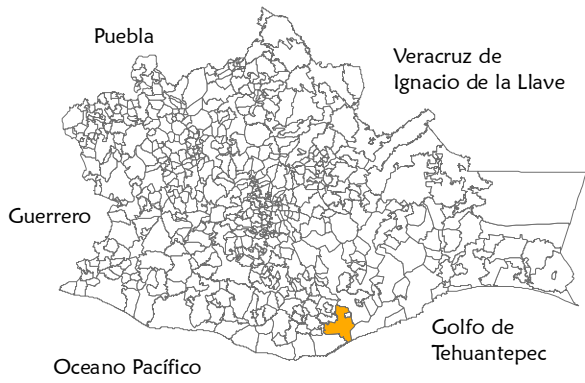 Puebla
Veracruz de
Ignacio de la Llave
Guerrero
Golfo de
Tehuantepec
Oceano Pacífico